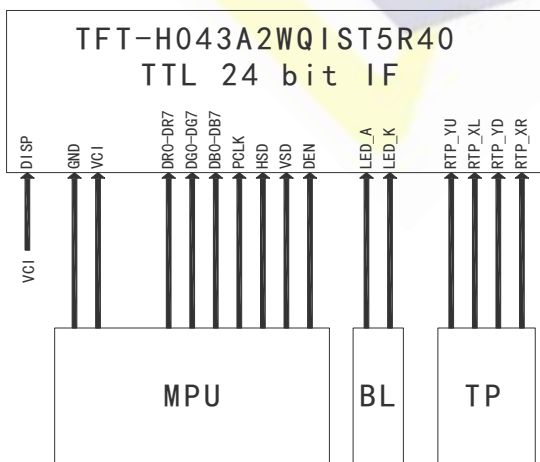 TFT-H043A2WQIST5R40
TTL 24 bit IF
DISP
GND
VCI
DR0-DR7
DG0-DG7
DB0-DB7
PCLK
HSD
VSD
DEN
LED_A
LED_K
RTP_YU
RTP_XL
RTP_YD
RTP_XR
VCI
MPU
BL
TP